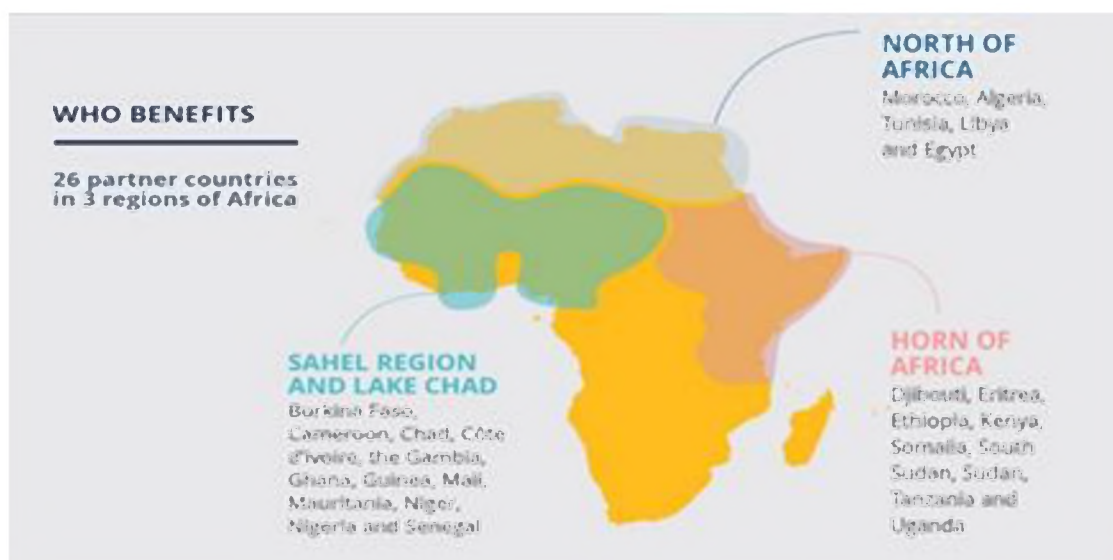 WHO BENEFITS
26 partner countries
in 3 regions of Africa
NORTH OF
AFRICA
Morocco, Algeria,
Tunisia, Libya
and Egypt
SAHEL REGION
AND LAKE CHAD
Burkina Faso,
Cameroon, Chad, Côte
d'Ivoire, the Gambia,
Ghana, Guinea, Mali,
Mauritania, Niger,
Nigeria and Senegal
HORN OF
AFRICA
Djibouti, Eritrea,
Ethiopia, Kenya,
Somalia, South
Sudan, Sudan,
Tanzania and
Uganda